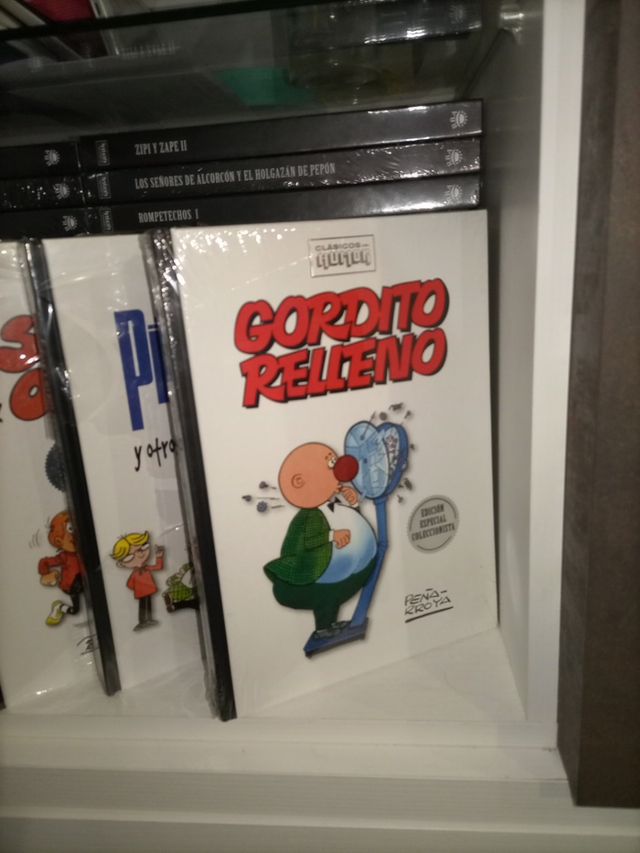 ZIPI Y ZAPE II
LOS SEÑORES DE ALCORCÓN Y EL HOLGAZÁN DE PEPÓN
ROMPETECHOS I
CLÁSICOS del
HUMOR
GORDITO
RELLENO
y otro
EDICIÓN
ESPECIAL
COLECCIONISTA
PEÑA-
RROYA